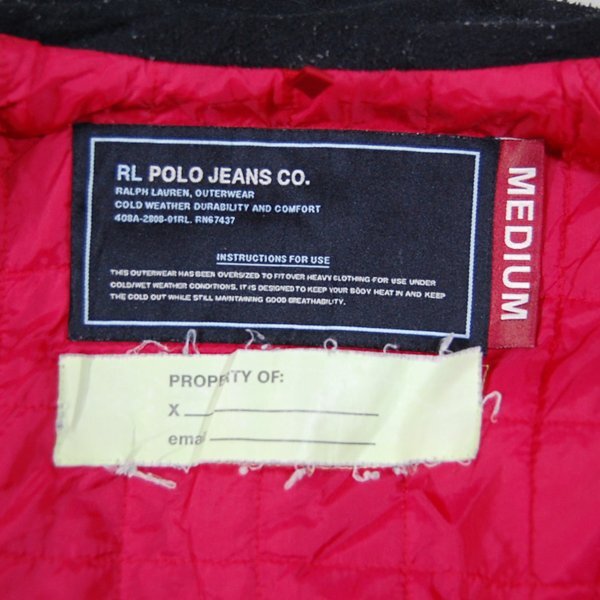 RL POLO JEANS CO.
RALPH LAUREN, OUTERWEAR
COLD WEATHER DURABILITY AND COMFORT
408A-2808-01RL. RN67437
INSTRUCTIONS FOR USE
THIS OUTERWEAR HAS BEEN OVERSIZED TO FIT OVER HEAVY CLOTHING FOR USE UNDER
COLD/WET WEATHER CONDITIONS. IT IS DESIGNED TO KEEP YOUR BODY HEAT IN AND KEEP
THE COLD OUT WHILE STILL MAINTAINING GOOD BREATHABILITY.
MEDIUM
PROPERTY OF:
X
ema